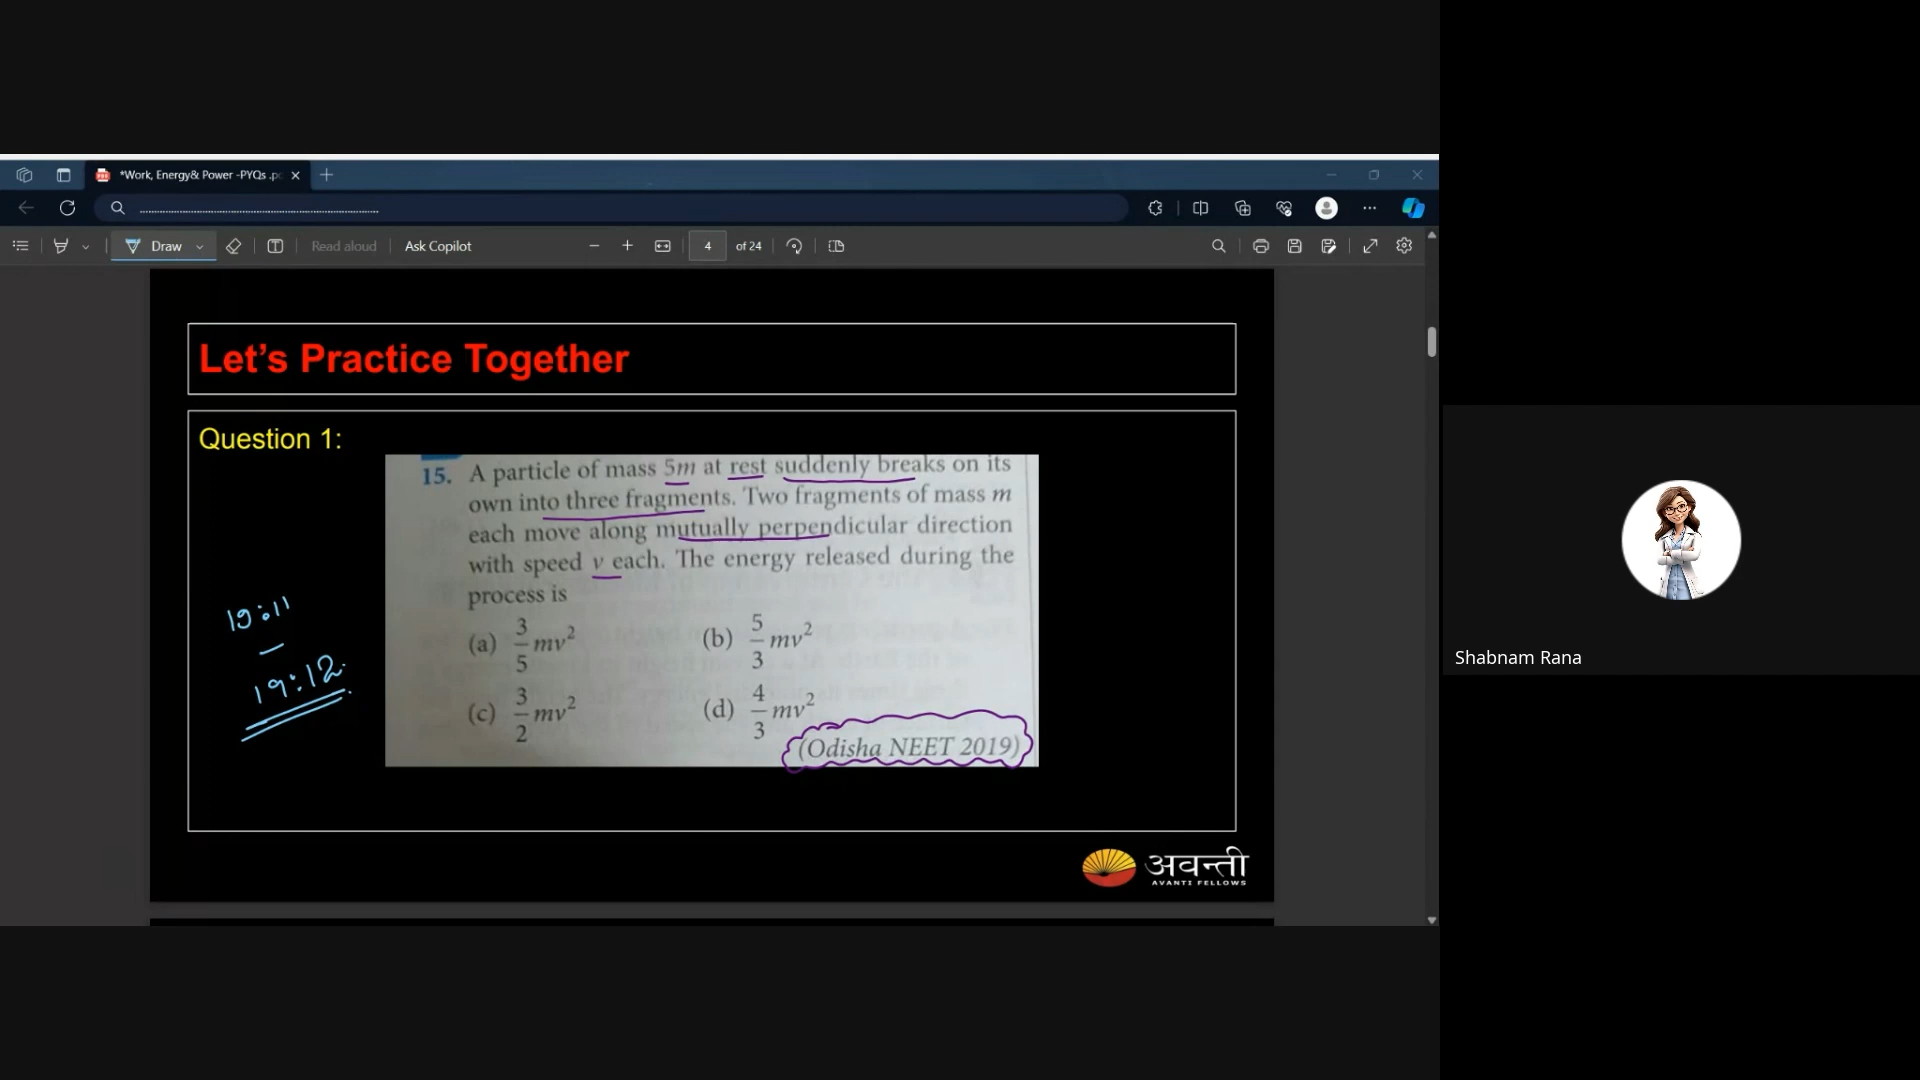 *Work, Energy& Power -PYQs .p
Draw
Read aloud
Ask Copilot
4
of 24
Let's Practice Together
Question 1:
15. A particle of mass 5m at rest suddenly breaks on its
own into three fragments. Two fragments of mass m
each move along mutually perpendicular direction
with speed v each. The energy released during the
process is
(a) 3/5 mv²
(b) 5/3 mv²
(c) 3/2 mv²
(d) 4/3 mv²
(Odisha NEET 2019)
19:11
–
19:12
अवन्ती
AVANTI FELLOWS
Shabnam Rana